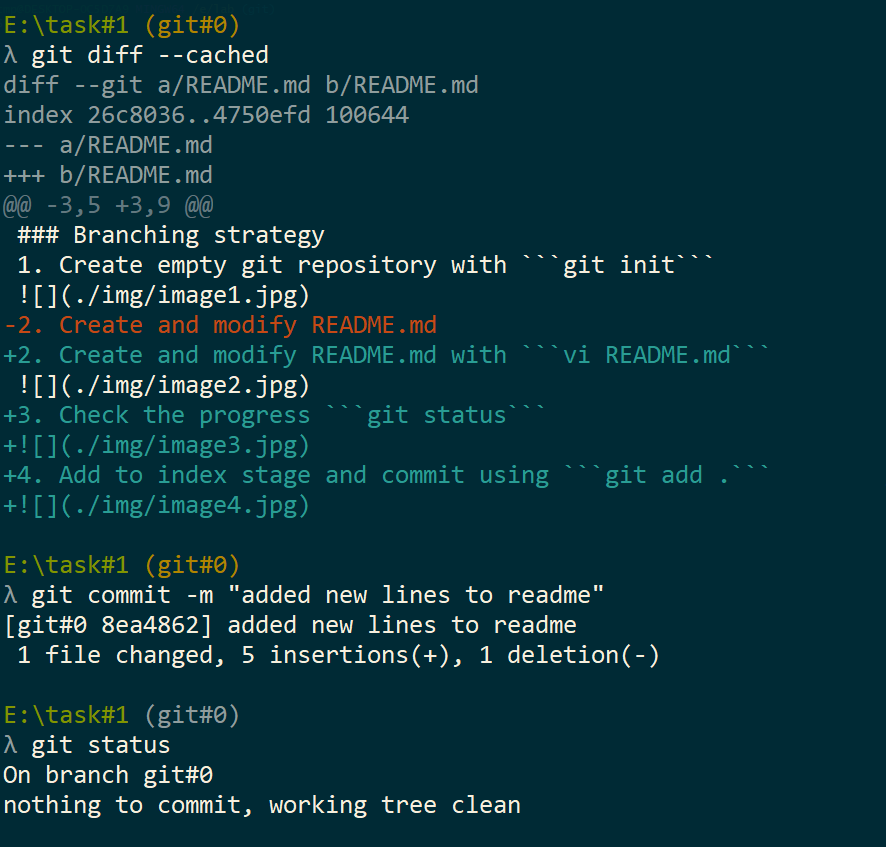 E:\task#1 (git#0)
λ git diff --cached
diff --git a/README.md b/README.md
index 26c8036..4750efd 100644
--- a/README.md
+++ b/README.md
@@ -3,5 +3,9 @@
 ### Branching strategy
 1. Create empty git repository with ```git init```
 ![](./img/image1.jpg)
-2. Create and modify README.md
+2. Create and modify README.md with ```vi README.md```
 ![](./img/image2.jpg)
+3. Check the progress ```git status```
+![](./img/image3.jpg)
+4. Add to index stage and commit using ```git add .```
+![](./img/image4.jpg)

E:\task#1 (git#0)
λ git commit -m "added new lines to readme"
[git#0 8ea4862] added new lines to readme
 1 file changed, 5 insertions(+), 1 deletion(-)

E:\task#1 (git#0)
λ git status
On branch git#0
nothing to commit, working tree clean